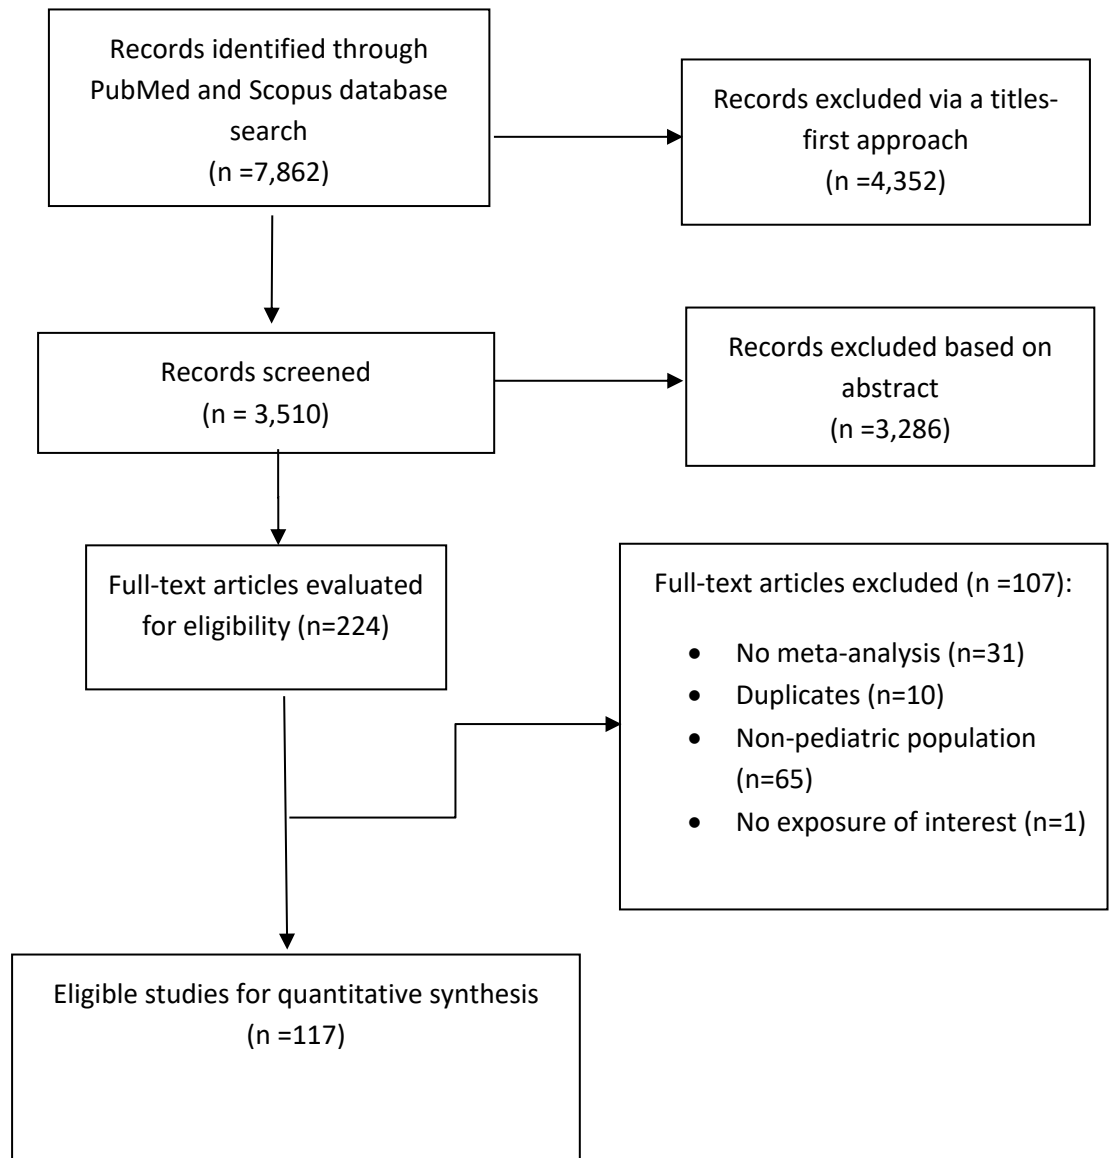 Records identified through
PubMed and Scopus database
search
(n =7,862)
Records excluded via a titles-
first approach
(n =4,352)
Records screened
(n = 3,510)
Records excluded based on
abstract
(n =3,286)
Full-text articles evaluated
for eligibility (n=224)
Full-text articles excluded (n =107):
• No meta-analysis (n=31)
• Duplicates (n=10)
• Non-pediatric population
(n=65)
• No exposure of interest (n=1)
Eligible studies for quantitative synthesis
(n =117)